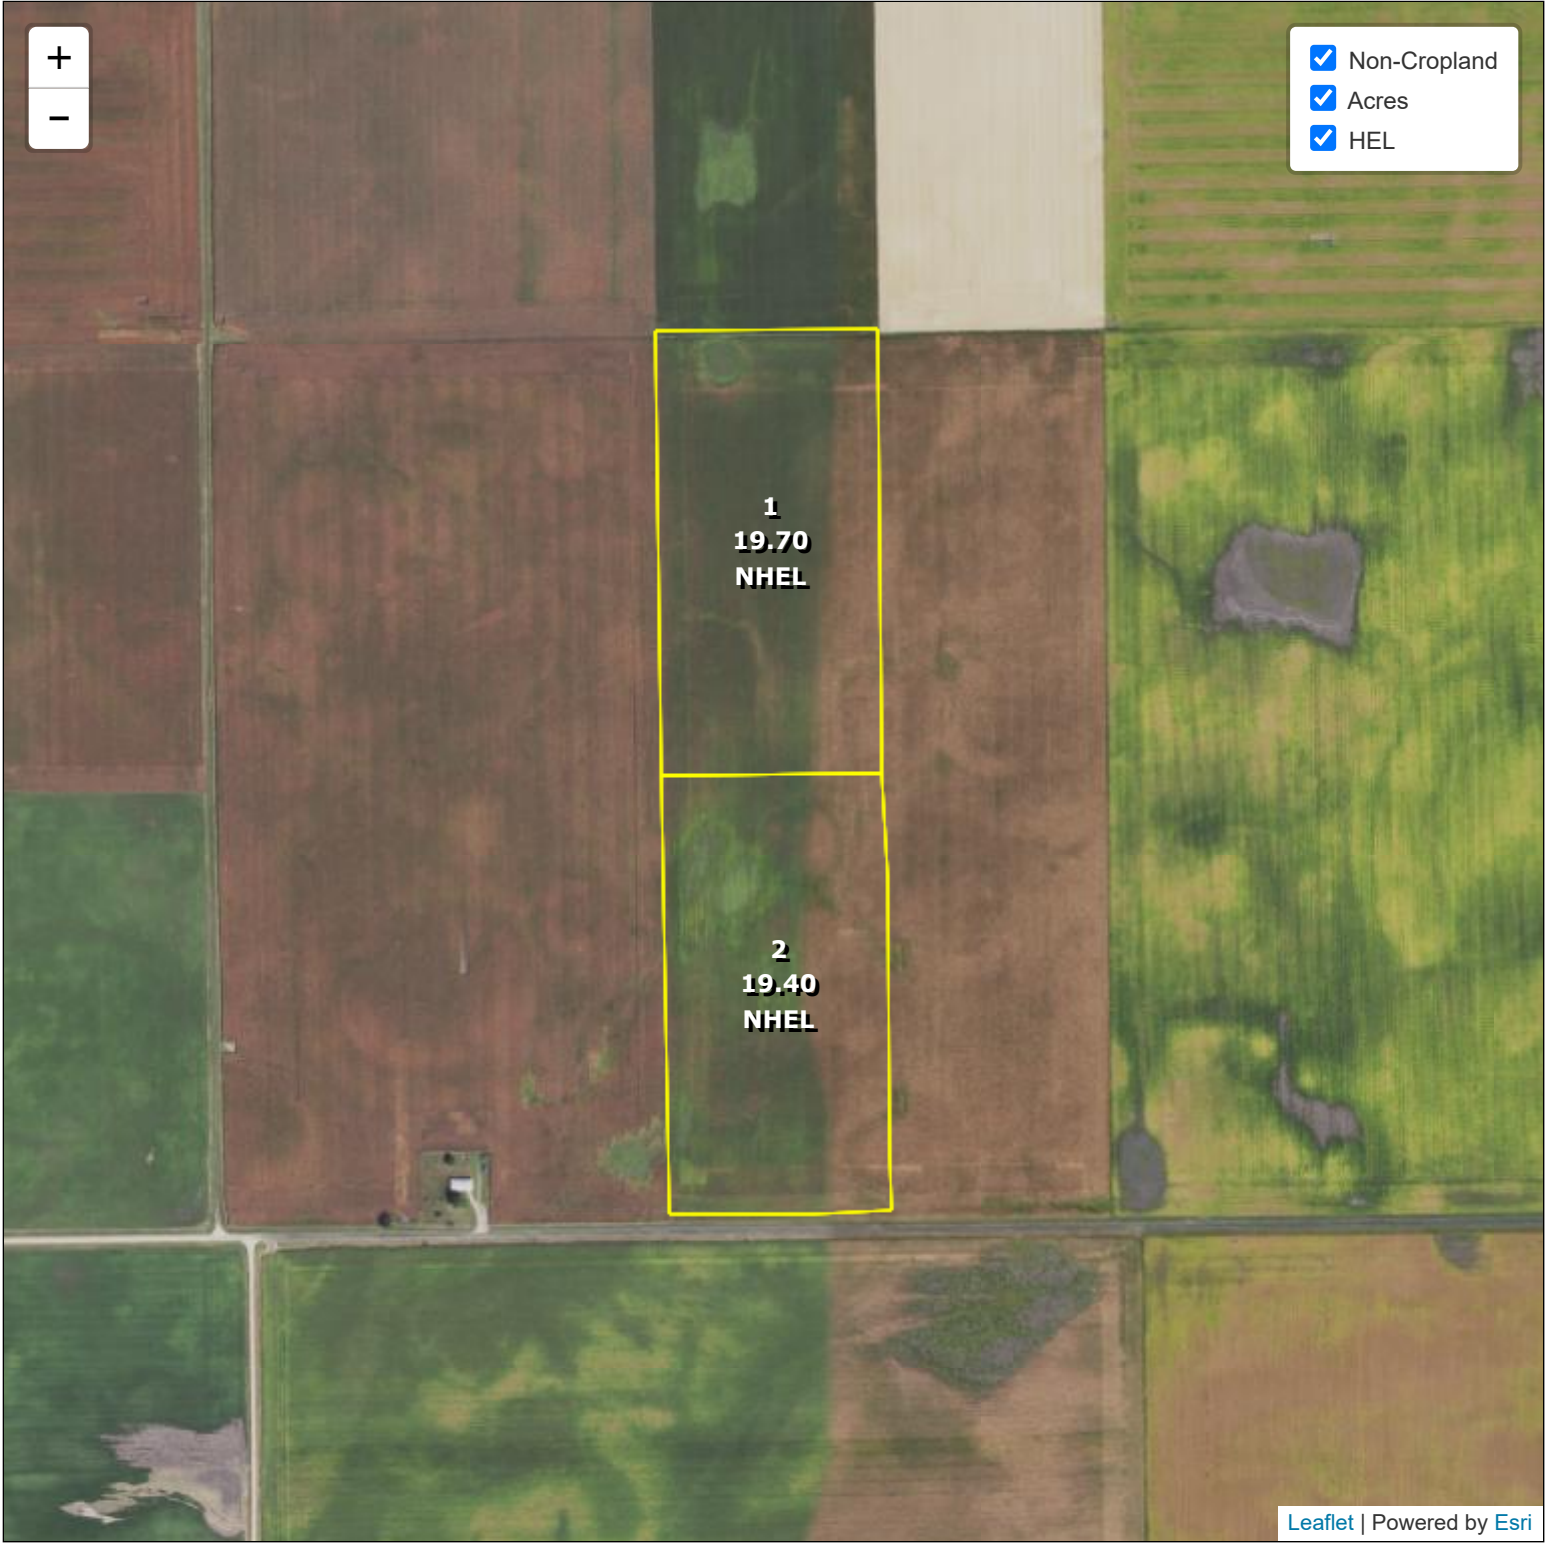 +
−
Non-Cropland
Acres
HEL
1
19.70
NHEL
2
19.40
NHEL
Leaflet | Powered by Esri